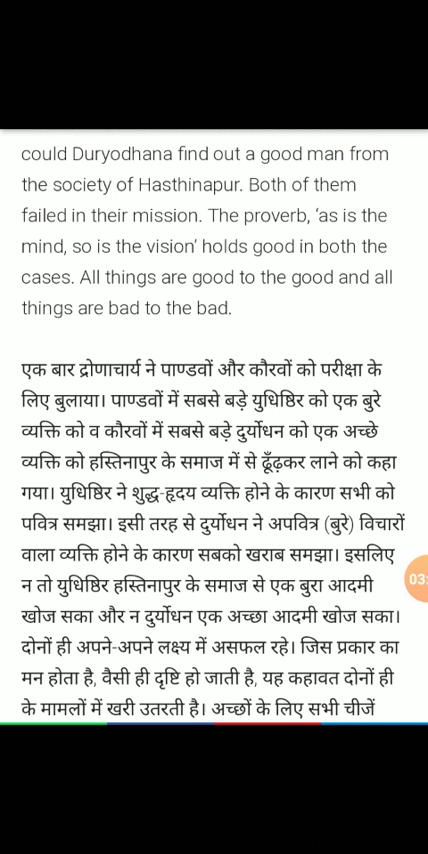 could Duryodhana find out a good man from
the society of Hasthinapur. Both of them
failed in their mission. The proverb, ‘as is the
mind, so is the vision’ holds good in both the
cases. All things are good to the good and all
things are bad to the bad.
एक बार द्रोणाचार्य ने पाण्डवों और कौरवों को परीक्षा के
लिए बुलाया। पाण्डवों में सबसे बड़े युधिष्ठिर को एक बुरे
व्यक्ति को व कौरवों में सबसे बड़े दुर्योधन को एक अच्छे
व्यक्ति को हस्तिनापुर के समाज में से ढूँढ़कर लाने को कहा
गया। युधिष्ठिर ने शुद्ध-हृदय व्यक्ति होने के कारण सभी को
पवित्र समझा। इसी तरह से दुर्योधन ने अपवित्र (बुरे) विचारों
वाला व्यक्ति होने के कारण सबको खराब समझा। इसलिए
न तो युधिष्ठिर हस्तिनापुर के समाज से एक बुरा आदमी
03:
खोज सका और न दुर्योधन एक अच्छा आदमी खोज सका।
दोनों ही अपने-अपने लक्ष्य में असफल रहे। जिस प्रकार का
मन होता है, वैसी ही दृष्टि हो जाती है, यह कहावत दोनों ही
के मामलों में खरी उतरती है। अच्छों के लिए सभी चीजें